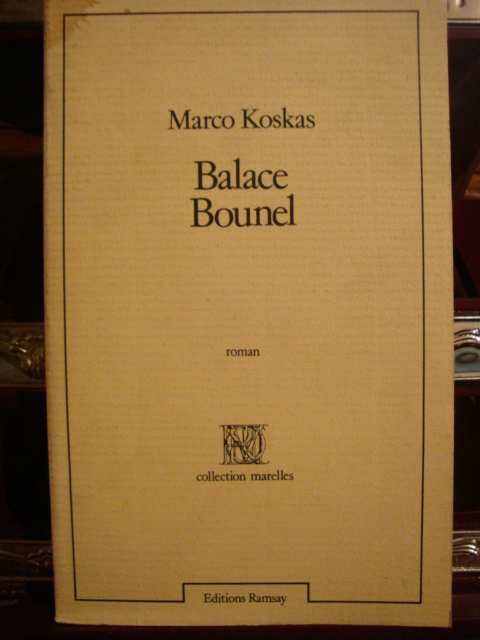 Marco Koskas
Balace
Bounel
roman
collection marelles
Editions Ramsay